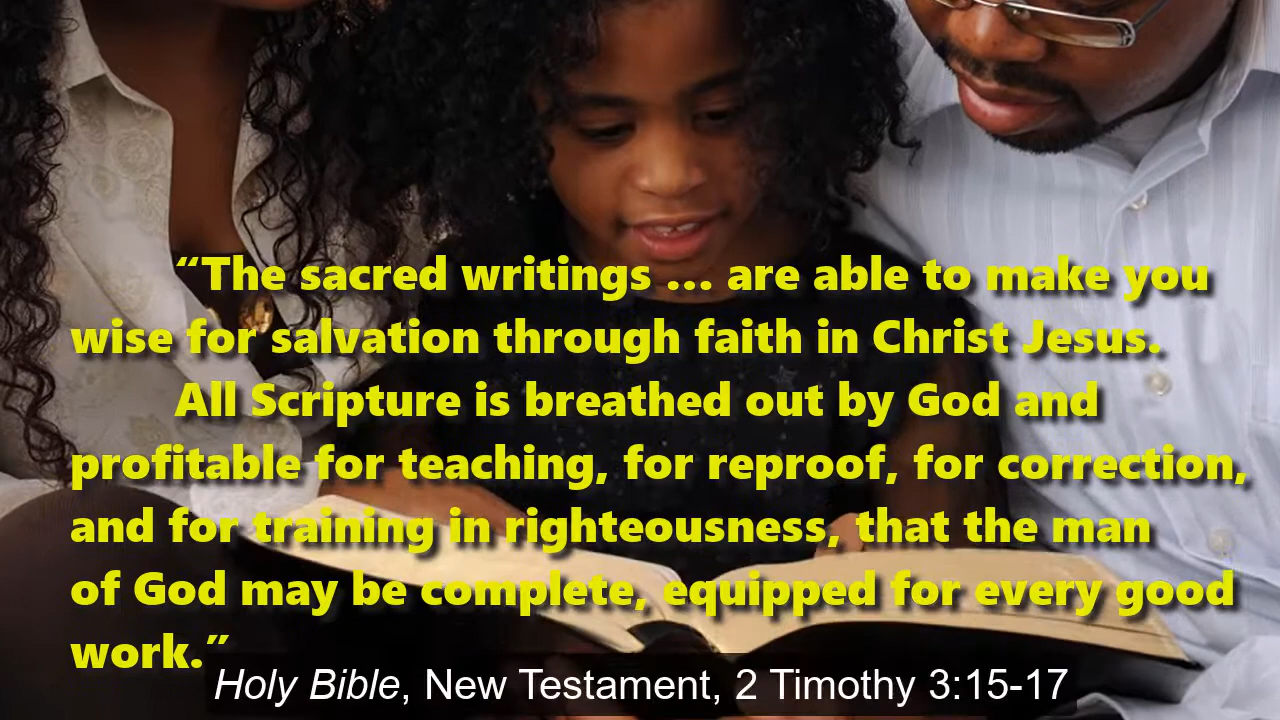 “The sacred writings ... are able to make you
wise for salvation through faith in Christ Jesus.
All Scripture is breathed out by God and
profitable for teaching, for reproof, for correction,
and for training in righteousness, that the man
of God may be complete, equipped for every good
work.”
Holy Bible, New Testament, 2 Timothy 3:15-17